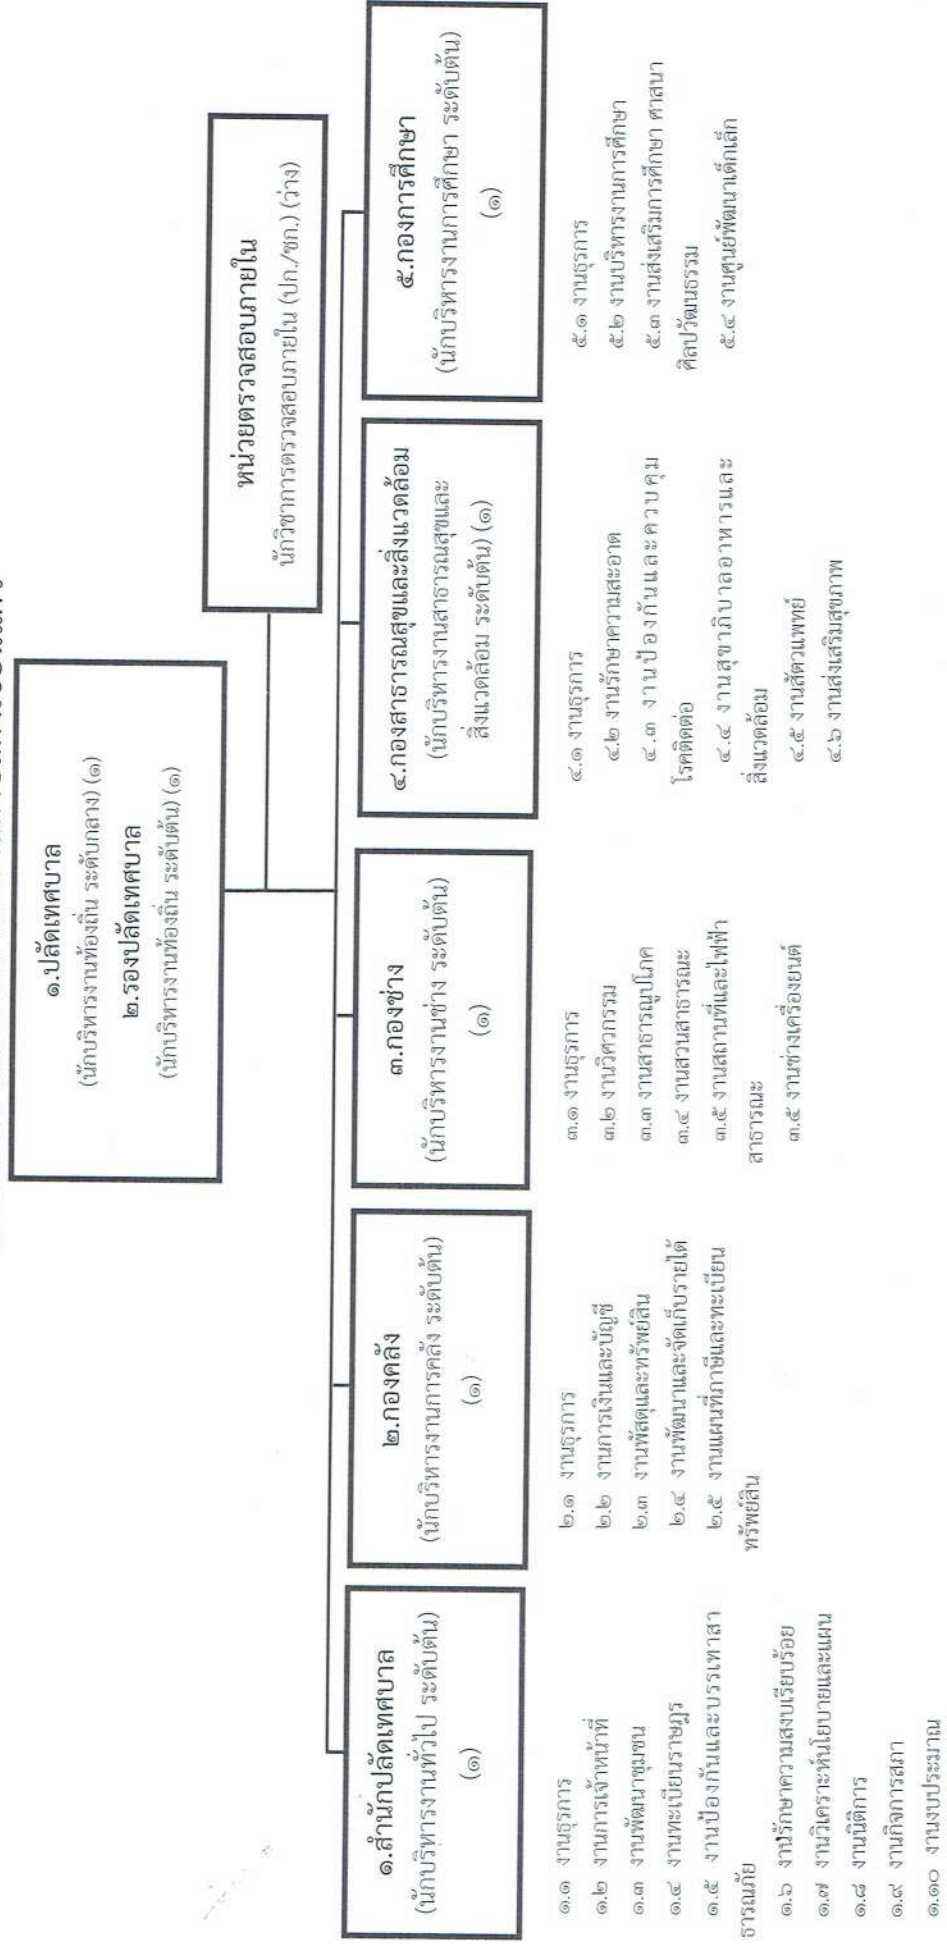 ๑.ปลัดเทศบาล
(นักบริหารงานท้องถิ่น ระดับกลาง) (๑)
๒.รองปลัดเทศบาล
(นักบริหารงานท้องถิ่น ระดับต้น) (๑)
หน่วยตรวจสอบภายใน
นักวิชาการตรวจสอบภายใน (ปก./ชก.) (ว่าง)
๑.สำนักปลัดเทศบาล
(นักบริหารงานทั่วไป ระดับต้น)
(๑)
๑.๑ งานธุรการ
๑.๒ งานการเจ้าหน้าที่
๑.๓ งานพัฒนาชุมชน
๑.๔ งานทะเบียนราษฎร
๑.๕ งานป้องกันและบรรเทาสา
ธารณภัย
๑.๖ งานรักษาความสงบเรียบร้อย
๑.๗ งานวิเคราะห์นโยบายและแผน
๑.๘ งานนิติการ
๑.๙ งานกิจการสภา
๑.๑๐ งานงบประมาณ
๒.กองคลัง
(นักบริหารงานการคลัง ระดับต้น)
(๑)
๒.๑ งานธุรการ
๒.๒ งานการเงินและบัญชี
๒.๓ งานพัสดุและทรัพย์สิน
๒.๔ งานพัฒนาและจัดเก็บรายได้
๒.๕ งานแผนที่ภาษีและทะเบียน
ทรัพย์สิน
๓.กองช่าง
(นักบริหารงานช่าง ระดับต้น)
(๑)
๓.๑ งานธุรการ
๓.๒ งานวิศวกรรม
๓.๓ งานสาธารณูปโภค
๓.๔ งานสวนสาธารณะ
๓.๕ งานสถานที่และไฟฟ้า
สาธารณะ
๓.๕ งานช่างเครื่องยนต์
๔.กองสาธารณสุขและสิ่งแวดล้อม
(นักบริหารงานสาธารณสุขและ
สิ่งแวดล้อม ระดับต้น) (๑)
๔.๑ งานธุรการ
๔.๒ งานรักษาความสะอาด
๔.๓ งานป้องกันและควบคุม
โรคติดต่อ
๔.๔ งานสุขาภิบาลอาหารและ
สิ่งแวดล้อม
๔.๕ งานสัตวแพทย์
๔.๖ งานส่งเสริมสุขภาพ
๕.กองการศึกษา
(นักบริหารงานการศึกษา ระดับต้น)
(๑)
๕.๑ งานธุรการ
๕.๒ งานบริหารงานการศึกษา
๕.๓ งานส่งเสริมการศึกษา ศาสนา
ศิลปวัฒนธรรม
๕.๔ งานศูนย์พัฒนาเด็กเล็ก